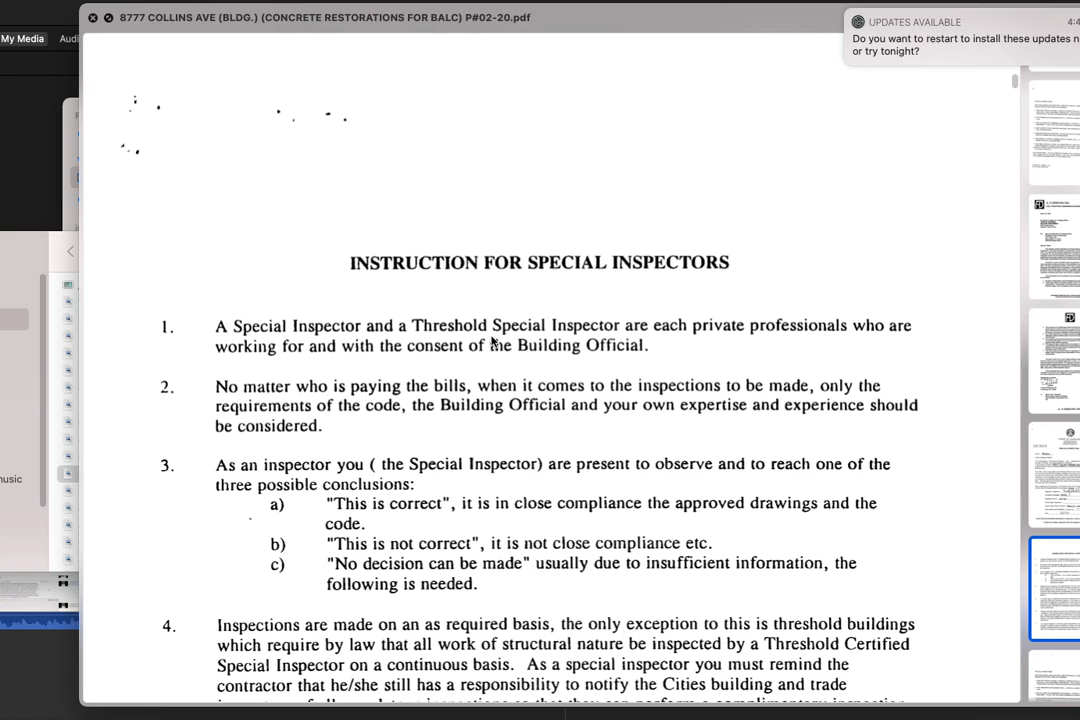 8777 COLLINS AVE (BLDG.) (CONCRETE RESTORATIONS FOR BALC) P#02-20.pdf
UPDATES AVAILABLE
Do you want to restart to install these updates n
or try tonight?
My Media
Audi
INSTRUCTION FOR SPECIAL INSPECTORS
1. A Special Inspector and a Threshold Special Inspector are each private professionals who are
working for and with the consent of the Building Official.
2. No matter who is paying the bills, when it comes to the inspections to be made, only the
requirements of the code, the Building Official and your own expertise and experience should
be considered.
3. As an inspector you ( the Special Inspector) are present to observe and to reach one of the
three possible conclusions:
a) "This is correct", it is in close compliance the approved drawings and the
code.
b) "This is not correct", it is not close compliance etc.
c) "No decision can be made" usually due to insufficient information, the
following is needed.
4. Inspections are made on an as required basis, the only exception to this is threshold buildings
which require by law that all work of structural nature be inspected by a Threshold Certified
Special Inspector on a continuous basis. As a special inspector you must remind the
contractor that he/she still has a responsibility to notify the Cities building and trade
nusic